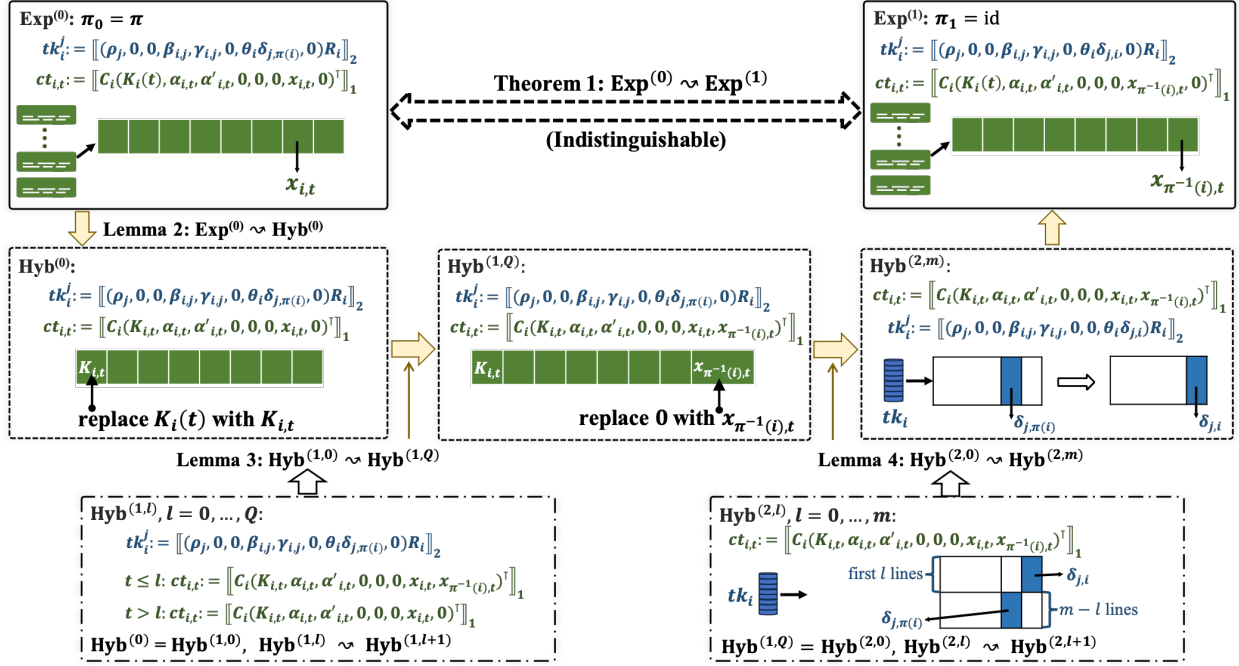 Exp⁽⁰⁾: π₀ = π
tkᵢʲ := ⟦(ρⱼ, 0, 0, βᵢ,ⱼ, γᵢ,ⱼ, 0, θᵢδⱼ,π(ᵢ), 0)Rᵢ⟧₂
ctᵢ,ₜ := ⟦Cᵢ(Kᵢ(t), αᵢ,ₜ, α'ᵢ,ₜ, 0, 0, 0, xᵢ,ₜ, 0)ᵀ⟧₁
xᵢ,ₜ
Theorem 1: Exp⁽⁰⁾ ⇝ Exp⁽¹⁾
(Indistinguishable)
Exp⁽¹⁾: π₁ = id
tkᵢʲ := ⟦(ρⱼ, 0, 0, βᵢ,ⱼ, γᵢ,ⱼ, 0, θᵢδⱼ,ᵢ, 0)Rᵢ⟧₂
ctᵢ,ₜ := ⟦Cᵢ(Kᵢ(t), αᵢ,ₜ, α'ᵢ,ₜ, 0, 0, 0, x_{π⁻¹(i),t}, 0)ᵀ⟧₁
x_{π⁻¹(i),t}
Lemma 2: Exp⁽⁰⁾ ⇝ Hyb⁽⁰⁾
Hyb⁽⁰⁾:
tkᵢʲ := ⟦(ρⱼ, 0, 0, βᵢ,ⱼ, γᵢ,ⱼ, 0, θᵢδⱼ,π(ᵢ), 0)Rᵢ⟧₂
ctᵢ,ₜ := ⟦Cᵢ(Kᵢ,ₜ, αᵢ,ₜ, α'ᵢ,ₜ, 0, 0, 0, xᵢ,ₜ, 0)ᵀ⟧₁
Kᵢ,ₜ
replace Kᵢ(t) with Kᵢ,ₜ
Hyb^{(1,Q)}:
tkᵢʲ := ⟦(ρⱼ, 0, 0, βᵢ,ⱼ, γᵢ,ⱼ, 0, θᵢδⱼ,π(ᵢ), 0)Rᵢ⟧₂
ctᵢ,ₜ := ⟦Cᵢ(Kᵢ,ₜ, αᵢ,ₜ, α'ᵢ,ₜ, 0, 0, 0, xᵢ,ₜ, x_{π⁻¹(i),t})ᵀ⟧₁
Kᵢ,ₜ x_{π⁻¹(i),t}
replace 0 with x_{π⁻¹(i),t}
Hyb^{(2,m)}:
ctᵢ,ₜ := ⟦Cᵢ(Kᵢ,ₜ, αᵢ,ₜ, α'ᵢ,ₜ, 0, 0, 0, xᵢ,ₜ, x_{π⁻¹(i),t})ᵀ⟧₁
tkᵢʲ := ⟦(ρⱼ, 0, 0, βᵢ,ⱼ, γᵢ,ⱼ, 0, 0, θᵢδⱼ,ᵢ)Rᵢ⟧₂
tkᵢ
δⱼ,π(ᵢ) δⱼ,ᵢ
Lemma 3: Hyb^{(1,0)} ⇝ Hyb^{(1,Q)}
Lemma 4: Hyb^{(2,0)} ⇝ Hyb^{(2,m)}
Hyb^{(1,l)}, l = 0, ..., Q:
tkᵢʲ := ⟦(ρⱼ, 0, 0, βᵢ,ⱼ, γᵢ,ⱼ, 0, θᵢδⱼ,π(ᵢ), 0)Rᵢ⟧₂
t ≤ l: ctᵢ,ₜ := ⟦Cᵢ(Kᵢ,ₜ, αᵢ,ₜ, α'ᵢ,ₜ, 0, 0, 0, xᵢ,ₜ, x_{π⁻¹(i),t})ᵀ⟧₁
t > l: ctᵢ,ₜ := ⟦Cᵢ(Kᵢ,ₜ, αᵢ,ₜ, α'ᵢ,ₜ, 0, 0, 0, xᵢ,ₜ, 0)ᵀ⟧₁
Hyb⁽⁰⁾ = Hyb^{(1,0)}, Hyb^{(1,l)} ⇝ Hyb^{(1,l+1)}
Hyb^{(2,l)}, l = 0, ..., m:
ctᵢ,ₜ := ⟦Cᵢ(Kᵢ,ₜ, αᵢ,ₜ, α'ᵢ,ₜ, 0, 0, 0, xᵢ,ₜ, x_{π⁻¹(i),t})ᵀ⟧₁
first l lines
δⱼ,ᵢ
tkᵢ
δⱼ,π(ᵢ)
m − l lines
Hyb^{(1,Q)} = Hyb^{(2,0)}, Hyb^{(2,l)} ⇝ Hyb^{(2,l+1)}